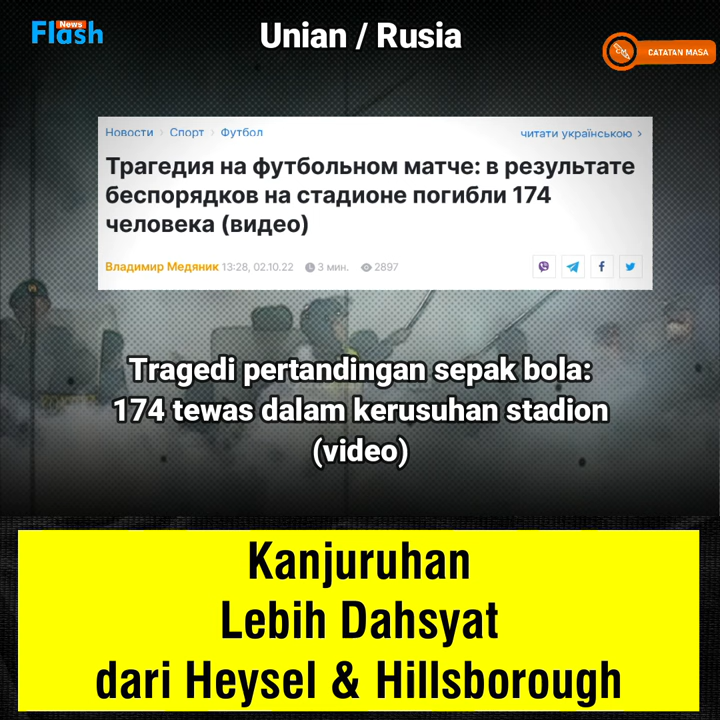 News
Flash
Unian / Rusia
CM
CATATAN MASA
Новости > Спорт > Футбол
читати українською >
Трагедия на футбольном матче: в результате
беспорядков на стадионе погибли 174
человека (видео)
Владимир Медяник 13:28, 02.10.22 3 мин. 2897
Tragedi pertandingan sepak bola:
174 tewas dalam kerusuhan stadion
(video)
Kanjuruhan
Lebih Dahsyat
dari Heysel & Hillsborough